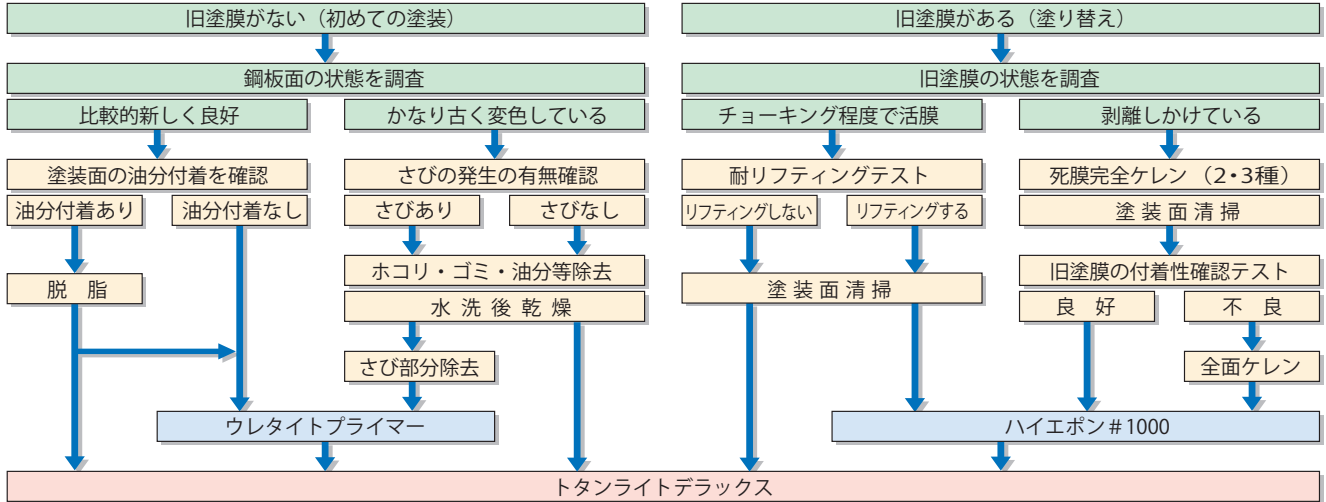 旧塗膜がない（初めての塗装）
旧塗膜がある（塗り替え）
鋼板面の状態を調査
旧塗膜の状態を調査
比較的新しく良好
かなり古く変色している
チョーキング程度で活膜
剥離しかけている
塗装面の油分付着を確認
さびの発生の有無確認
耐リフティングテスト
死膜完全ケレン（2・3種）
油分付着あり
油分付着なし
さびあり
さびなし
リフティングしない
リフティングする
塗装面清掃
ホコリ・ゴミ・油分等除去
旧塗膜の付着性確認テスト
脱脂
水洗後乾燥
塗装面清掃
良好
不良
さび部分除去
全面ケレン
ウレタイトプライマー
ハイエポン＃1000
トタンライトデラックス